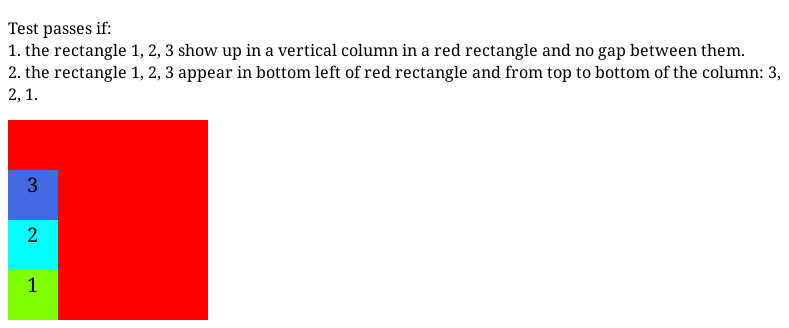 Test passes if:
1. the rectangle 1, 2, 3 show up in a vertical column in a red rectangle and no gap between them.
2. the rectangle 1, 2, 3 appear in bottom left of red rectangle and from top to bottom of the column: 3,
2, 1.
3
2
1